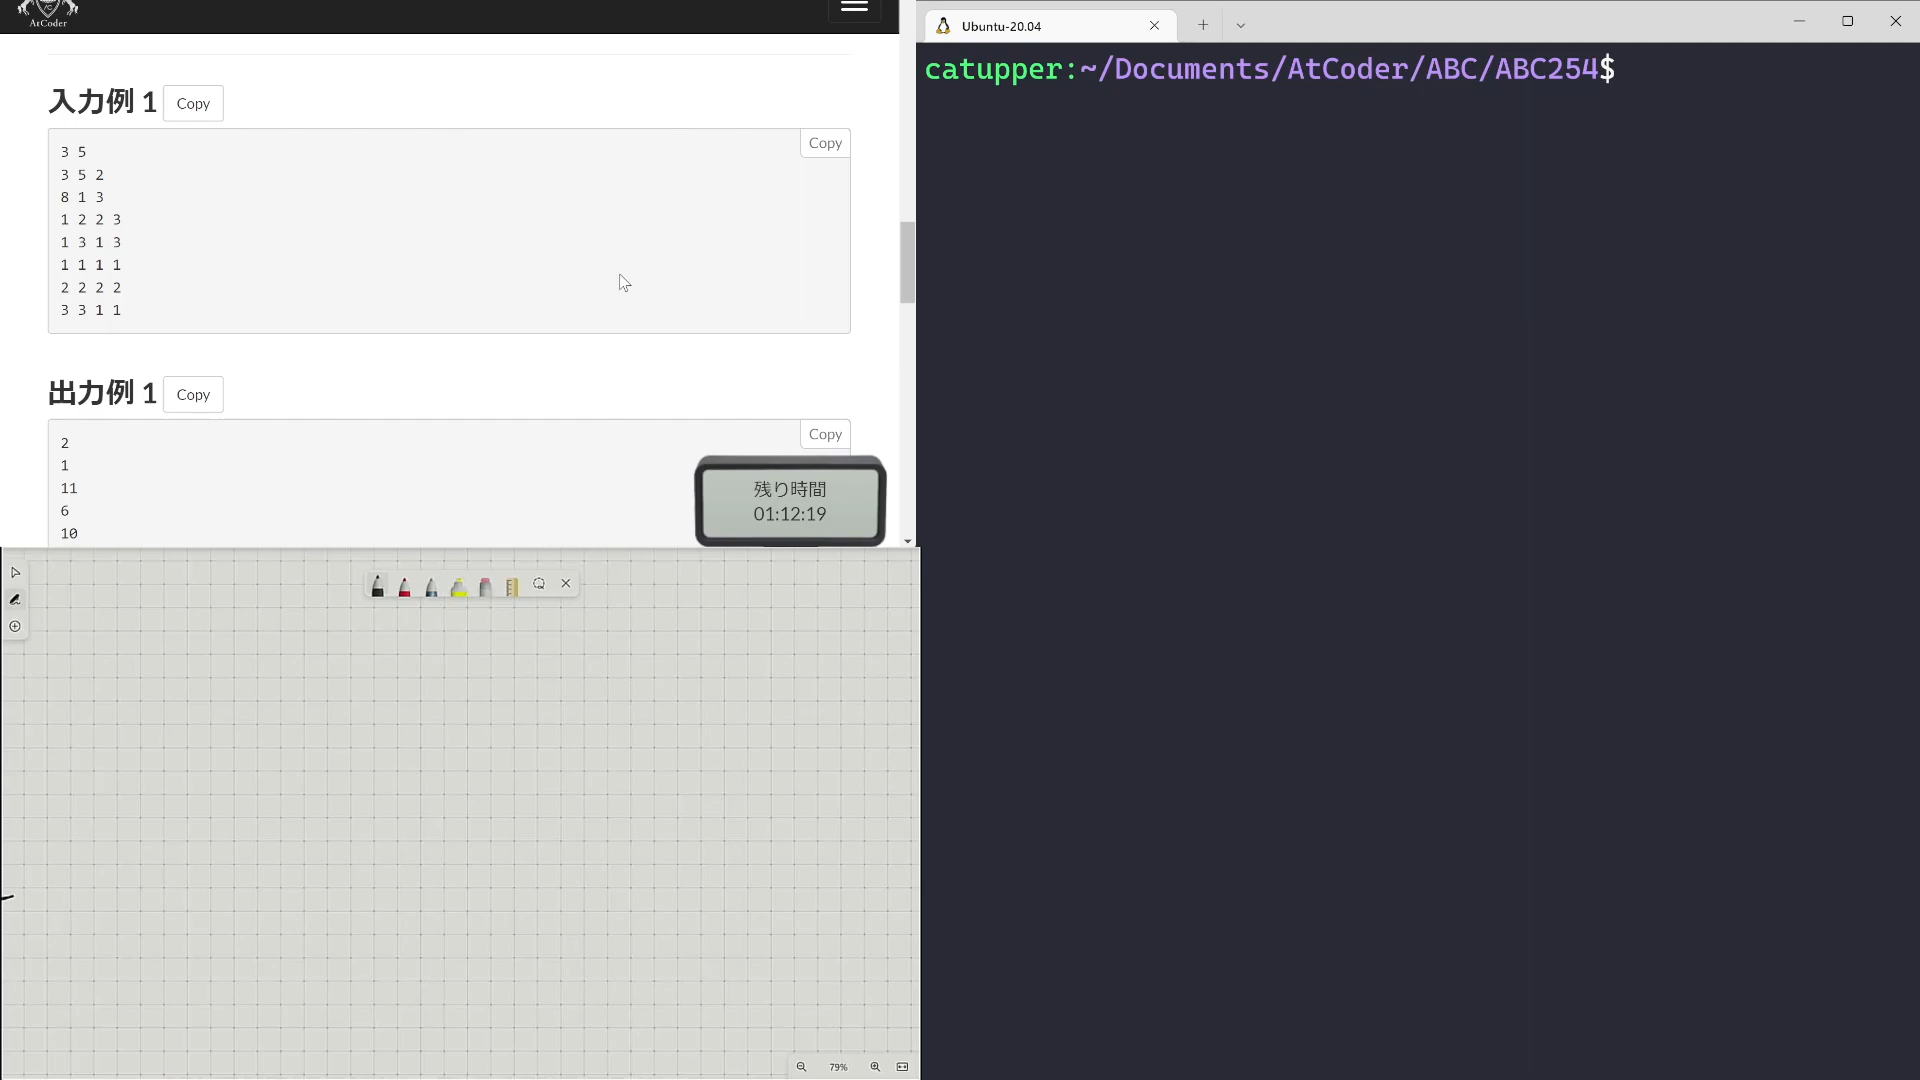 AtCoder
入力例 1
Copy
Copy
3 5
3 5 2
8 1 3
1 2 2 3
1 3 1 3
1 1 1 1
2 2 2 2
3 3 1 1
出力例 1
Copy
Copy
2
1
11
6
10
残り時間
01:12:19
79%
Ubuntu-20.04
catupper:~/Documents/AtCoder/ABC/ABC254$